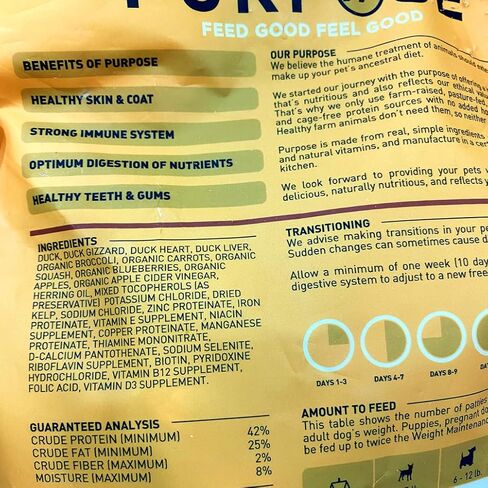 FEED GOOD FEEL GOOD
BENEFITS OF PURPOSE
HEALTHY SKIN & COAT
STRONG IMMUNE SYSTEM
OPTIMUM DIGESTION OF NUTRIENTS
HEALTHY TEETH & GUMS
OUR PURPOSE
We believe the humane treatment of animals should
make up your pet's ancestral diet.
We started our journey with the purpose of offering a
that's nutritious and also reflects our ethical
That's why we only use farm-raised, pasture-fed,
and cage-free protein sources with no added
Healthy farm animals don't need them, so neither
Purpose is made from real, simple ingredients
and natural vitamins, and manufacture in a
kitchen.
We look forward to providing your pets
delicious, naturally nutritious, and reflects
INGREDIENTS
DUCK, DUCK GIZZARD, DUCK HEART, DUCK LIVER,
ORGANIC BROCCOLI, ORGANIC CARROTS, ORGANIC
SQUASH, ORGANIC BLUEBERRIES, ORGANIC
APPLES, ORGANIC APPLE CIDER VINEGAR,
HERRING OIL, MIXED TOCOPHEROLS (AS
PRESERVATIVE) POTASSIUM CHLORIDE, DRIED
KELP, SODIUM CHLORIDE, ZINC PROTEINATE, IRON
PROTEINATE, VITAMIN E SUPPLEMENT, NIACIN
SUPPLEMENT, COPPER PROTEINATE, MANGANESE
PROTEINATE, THIAMINE MONONITRATE,
D-CALCIUM PANTOTHENATE, SODIUM SELENITE,
RIBOFLAVIN SUPPLEMENT, BIOTIN, PYRIDOXINE
HYDROCHLORIDE, VITAMIN B12 SUPPLEMENT,
FOLIC ACID, VITAMIN D3 SUPPLEMENT.
TRANSITIONING
We advise making transitions in your
Sudden changes can sometimes cause
Allow a minimum of one week (10 days
digestive system to adjust to a new
DAYS 1-3 DAYS 4-7 DAYS 8-9
GUARANTEED ANALYSIS
CRUDE PROTEIN (MINIMUM) 42%
CRUDE FAT (MINIMUM) 25%
CRUDE FIBER (MAXIMUM) 2%
MOISTURE (MAXIMUM) 8%
AMOUNT TO FEED
This table shows the number of patties
adult dog's weight. Puppies, pregnant
be fed up to twice the Weight Maintenance
6 - 12 lb.